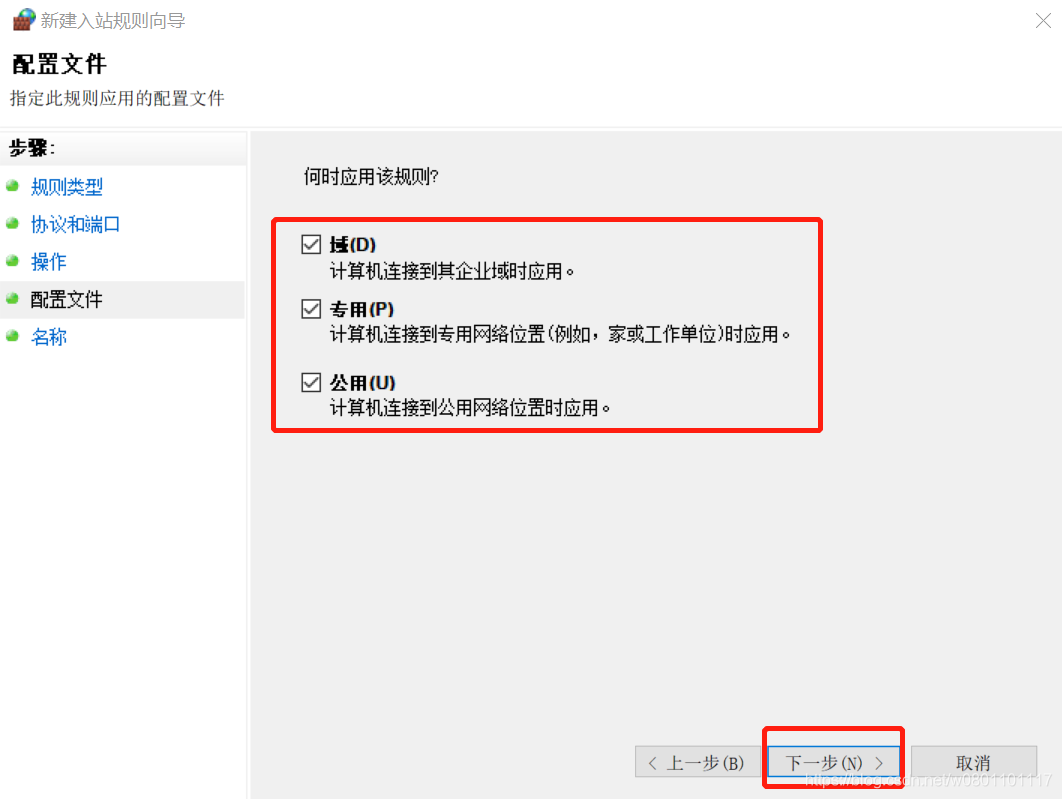 新建入站规则向导
配置文件
指定此规则应用的配置文件
步骤:
规则类型
协议和端口
操作
配置文件
名称
何时应用该规则?
域(D)
计算机连接到其企业域时应用。
专用(P)
计算机连接到专用网络位置(例如，家或工作单位)时应用。
公用(U)
计算机连接到公用网络位置时应用。
< 上一步(B)
下一步(N) >
取消
https://blog.csdn.net/w0801101117